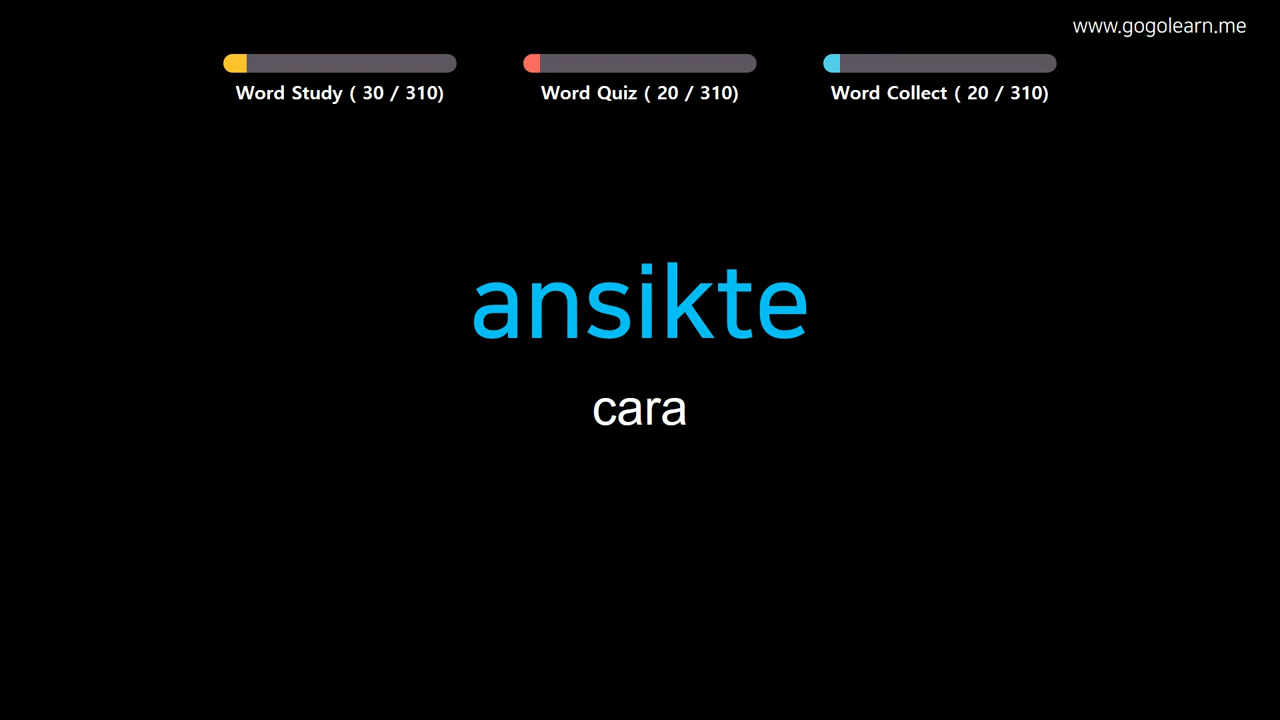 www.gogolearn.me
Word Study ( 30 / 310)
Word Quiz ( 20 / 310)
Word Collect ( 20 / 310)
ansikte
cara